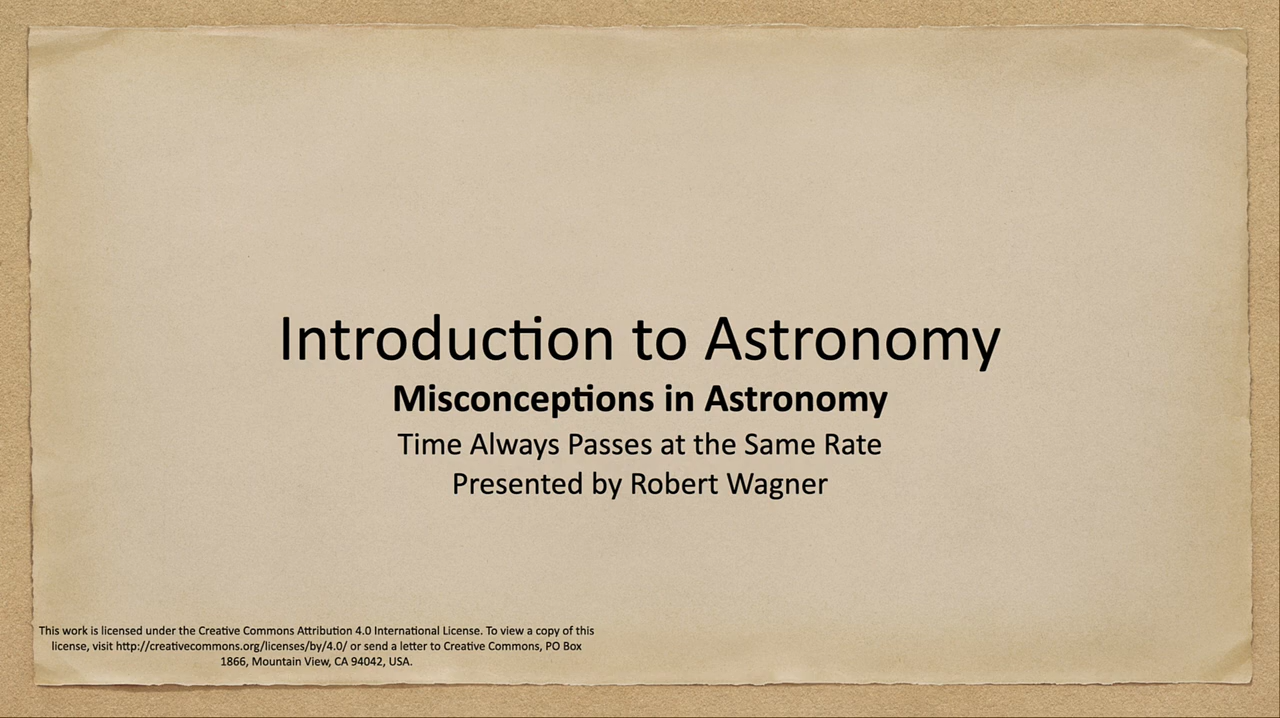 Introduction to Astronomy
Misconceptions in Astronomy
Time Always Passes at the Same Rate
Presented by Robert Wagner
This work is licensed under the Creative Commons Attribution 4.0 International License. To view a copy of this
license, visit http://creativecommons.org/licenses/by/4.0/ or send a letter to Creative Commons, PO Box
1866, Mountain View, CA 94042, USA.